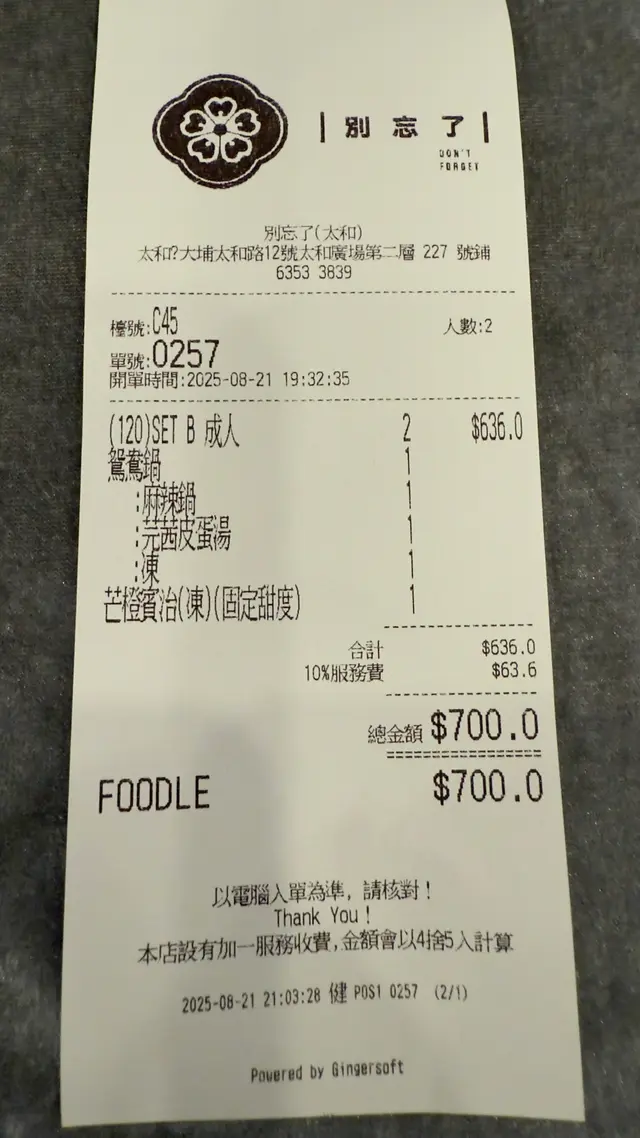 |別忘了|
DON'T
FORGET
別忘了(太和)
太和?大埔太和路12號太和廣場第二層 227 號鋪
6353 3839
檯號:C45 人數:2
單號:0257
開單時間:2025-08-21 19:32:35
(120)SET B 成人 2 $636.0
鴛鴦鍋 1
:麻辣鍋 1
:芫茜皮蛋湯 1
:凍 1
芒橙賓治(凍)(固定甜度) 1
合計 $636.0
10%服務費 $63.6
總金額 $700.0
FOODLE $700.0
以電腦入單為準, 請核對!
Thank You!
本店設有加一服務收費,金額會以4捨5入計算
2025-08-21 21:03:28 健 POS1 0257 (2/1)
Powered by Gingersoft